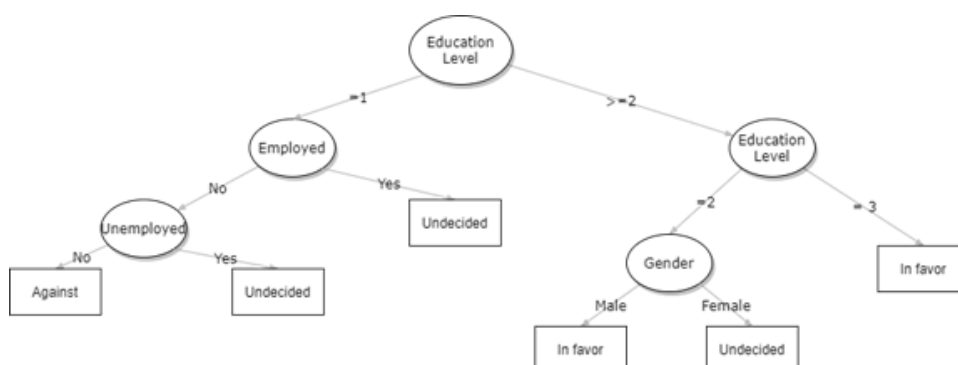 Education
Level
=1
>=2
Employed
Education
Level
No
Yes
=2
= 3
Unemployed
Undecided
No
Yes
Gender
In favor
Against
Undecided
Male
Female
In favor
Undecided